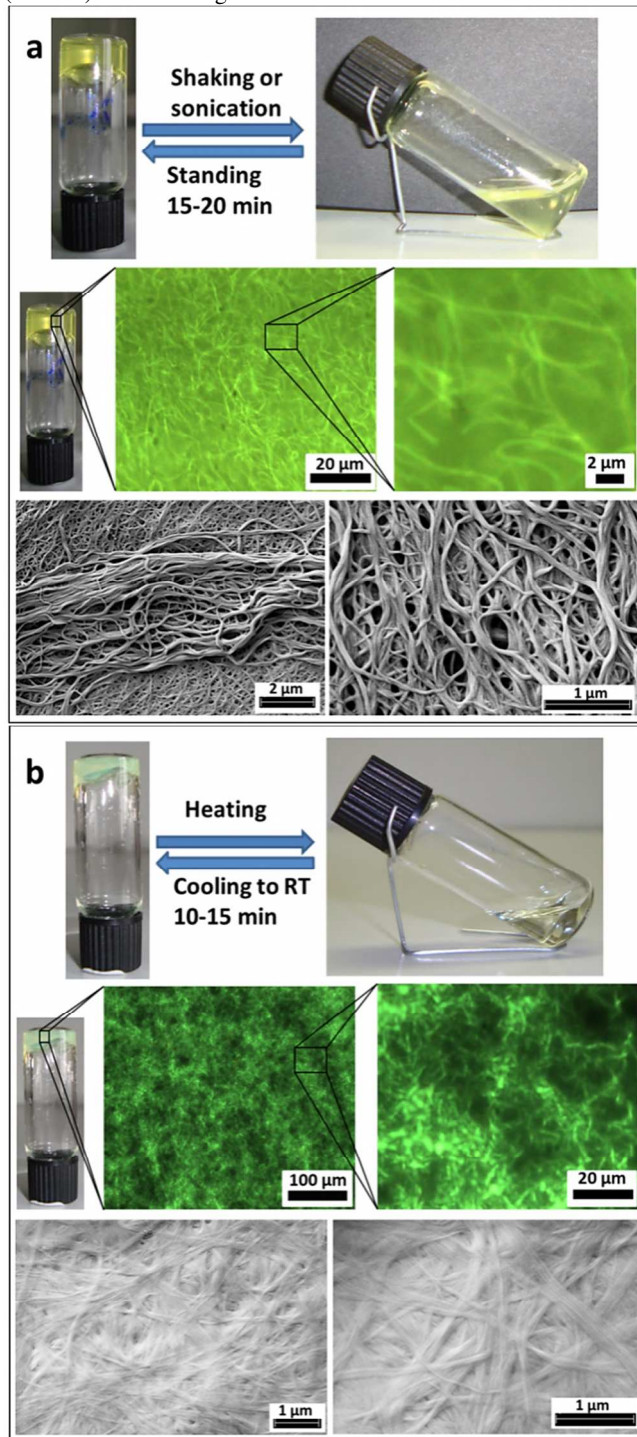 a
Shaking or
sonication
Standing
15-20 min
20 µm
2 µm
2 µm
1 µm
b
Heating
Cooling to RT
10-15 min
100 µm
20 µm
1 µm
1 µm